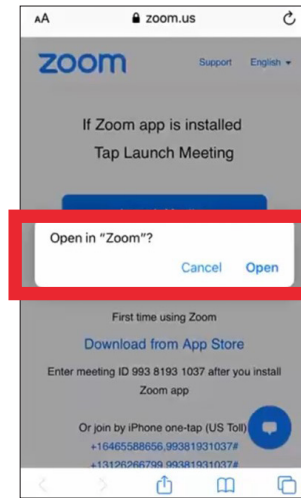 AA zoom.us
zoom Support English
If Zoom app is installed
Tap Launch Meeting
Open in “Zoom”?
Cancel Open
First time using Zoom
Download from App Store
Enter meeting ID 993 8193 1037 after you install
Zoom app
Or join by iPhone one-tap (US Toll)
+16465588656,99381931037#
+13126266799,99381931037#